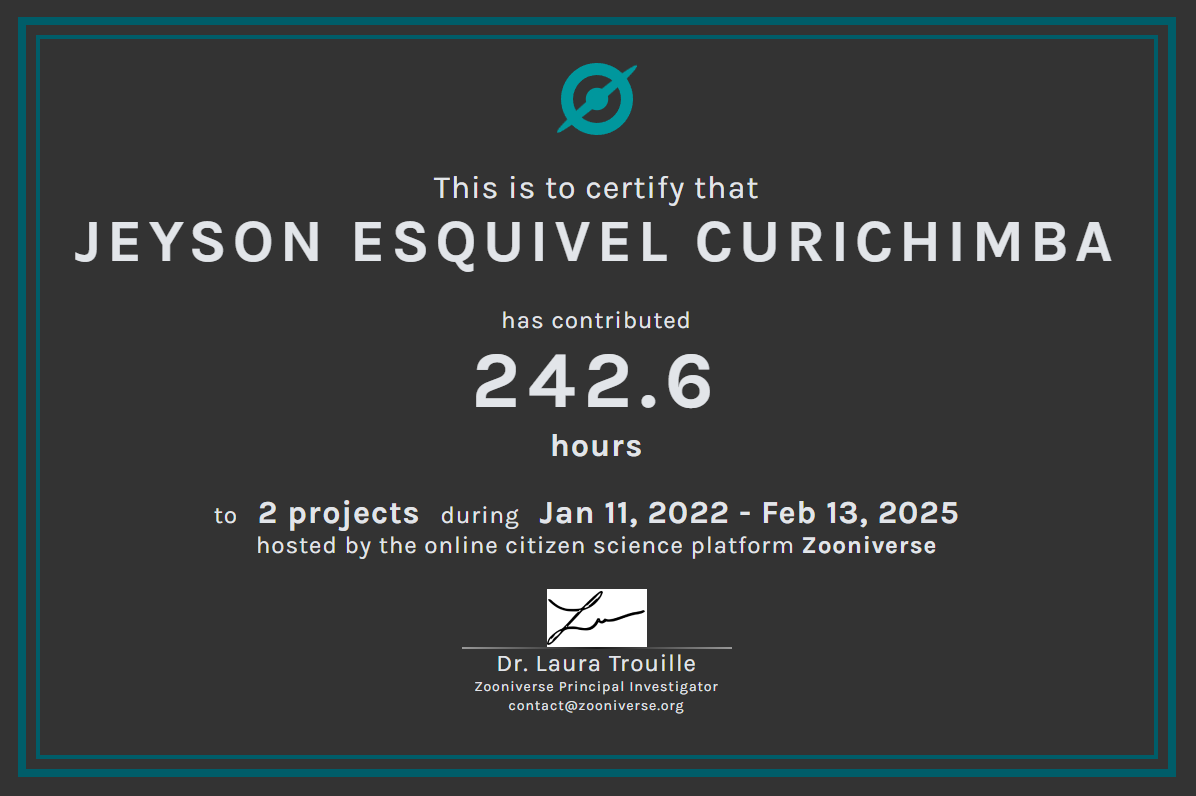 This is to certify that
JEYSON ESQUIVEL CURICHIMBA
has contributed
242.6
hours
to 2 projects during Jan 11, 2022 - Feb 13, 2025
hosted by the online citizen science platform Zooniverse
Dr. Laura Trouille
Zooniverse Principal Investigator
contact@zooniverse.org